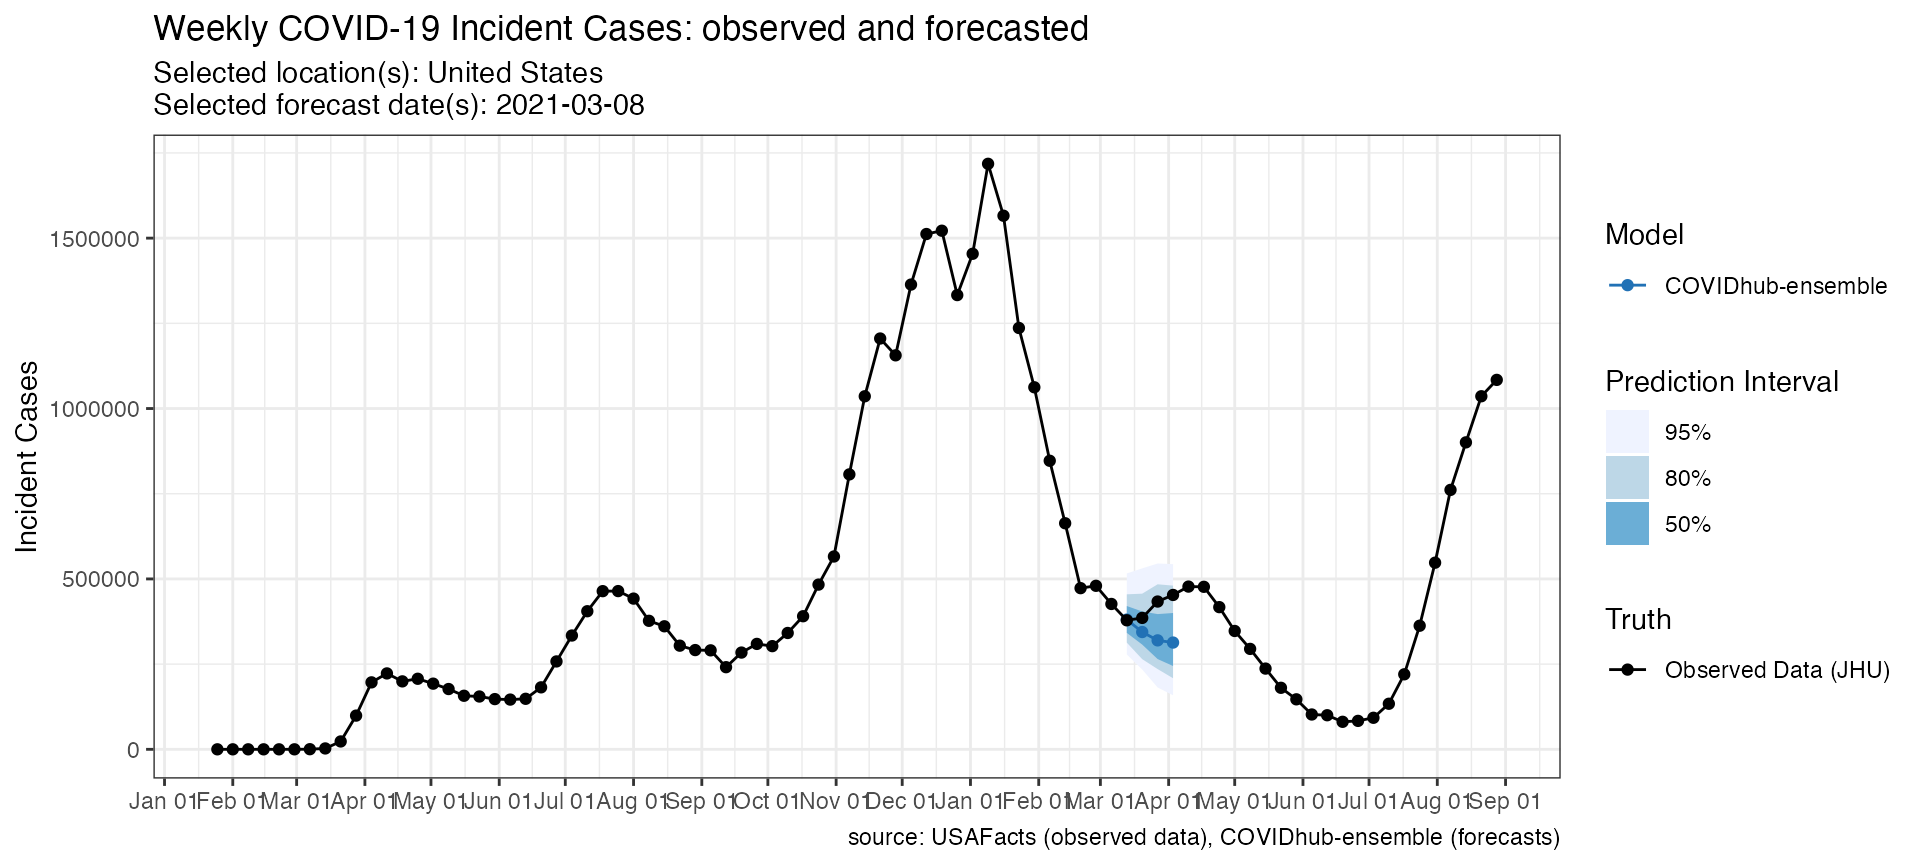 Weekly COVID-19 Incident Cases: observed and forecasted
Selected location(s): United States
Selected forecast date(s): 2021-03-08
Incident Cases
1500000
1000000
500000
0
Jan 01 Feb 01 Mar 01 Apr 01 May 01 Jun 01 Jul 01 Aug 01 Sep 01 Oct 01 Nov 01 Dec 01 Jan 01 Feb 01 Mar 01 Apr 01 May 01 Jun 01 Jul 01 Aug 01 Sep 01
source: USAFacts (observed data), COVIDhub-ensemble (forecasts)
Model
COVIDhub-ensemble
Prediction Interval
95%
80%
50%
Truth
Observed Data (JHU)